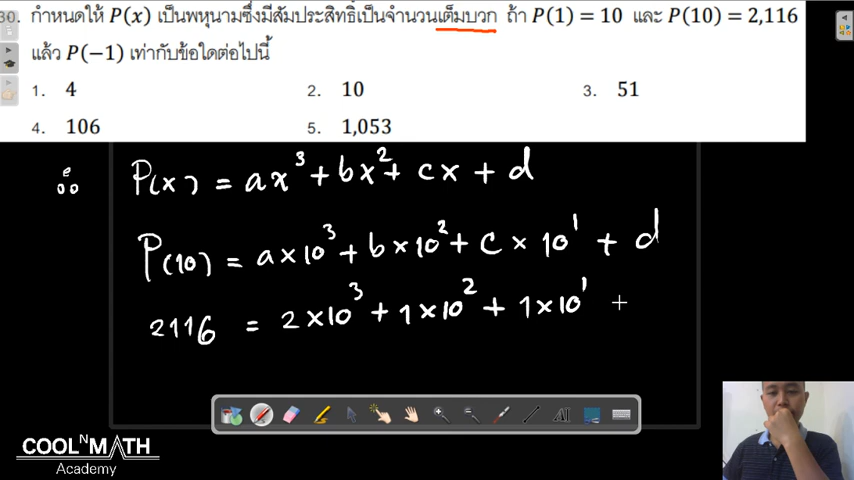 30. กำหนดให้ P(x) เป็นพหุนามซึ่งมีสัมประสิทธิ์เป็นจำนวนเต็มบวก ถ้า P(1) = 10 และ P(10) = 2,116
แล้ว P(−1) เท่ากับข้อใดต่อไปนี้
1. 4 2. 10 3. 51
4. 106 5. 1,053
P(x) = ax³ + bx² + cx + d
P(10) = a×10³ + b×10² + c×10¹ + d
2116 = 2×10³ + 1×10² + 1×10¹ +
COOL N MATH
Academy